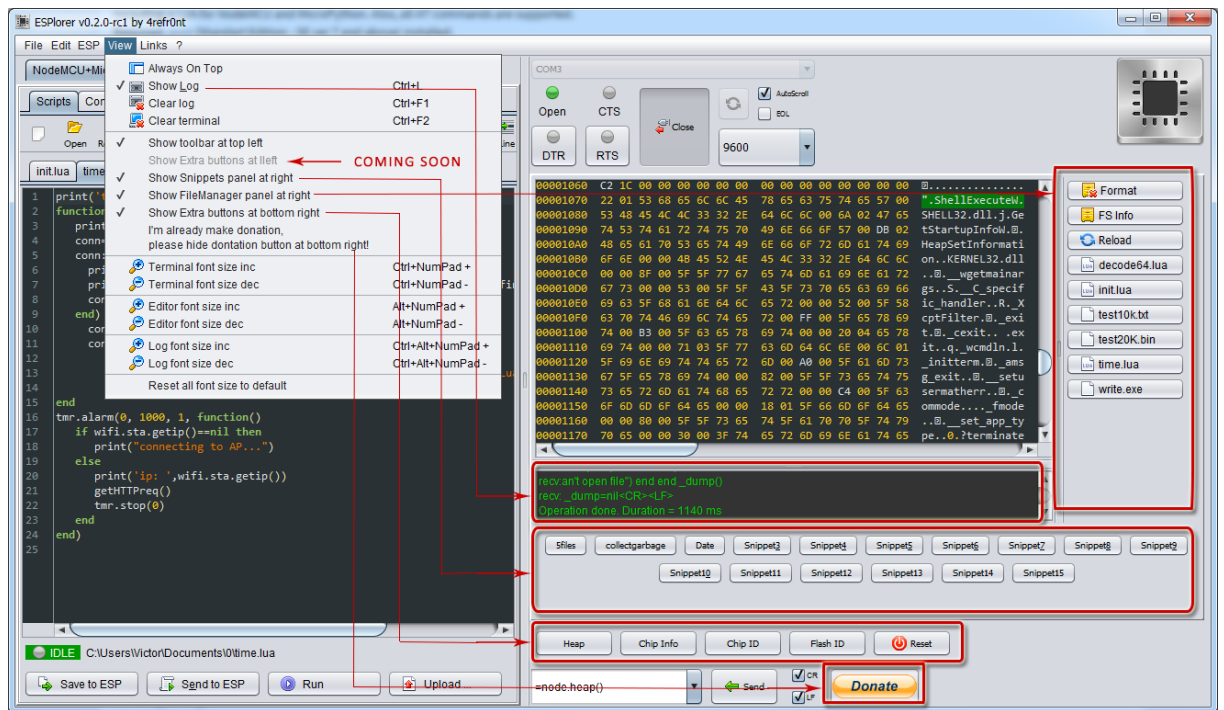 ESPlorer v0.2.0-rc1 by 4refr0nt
File Edit ESP View Links ?
NodeMCU+Mi
Scripts
Open
init.lua
time
Always On Top
Show Log Ctrl+L
Clear log Ctrl+F1
Clear terminal Ctrl+F2
Show toolbar at top left
Show Extra buttons at lleft
COMING SOON
Show Snippets panel at right
Show FileManager panel at right
Show Extra buttons at bottom right
I'm already make donation,
please hide dontation button at bottom right!
Terminal font size inc Ctrl+NumPad +
Terminal font size dec Ctrl+NumPad -
Editor font size inc Alt+NumPad +
Editor font size dec Alt+NumPad -
Log font size inc Ctrl+Alt+NumPad +
Log font size dec Ctrl+Alt+NumPad -
Reset all font size to default
1 print('
2 function
3 print
4 conn=
5 conn:
6 pri
7 pri
8 con
9 end)
10 con
11 con
12
13
14
15 end
16 tmr.alarm(0, 1000, 1, function()
17 if wifi.sta.getip()==nil then
18 print("connecting to AP...")
19 else
20 print('ip: ',wifi.sta.getip())
21 getHTTPreq()
22 tmr.stop(0)
23 end
24 end)
25
IDLE C:\Users\Victor\Documents\0\time.lua
Save to ESP
Send to ESP
Run
Upload ...
COM3
Open
CTS
DTR
RTS
Close
AutoScroll
EOL
9600
00001060 C2 1C 00 00 00 00 00 00 00 00 00 00 00 00 00 00
00001070 22 01 53 68 65 6C 6C 45 78 65 63 75 74 65 57 00 ".ShellExecuteW.
00001080 53 48 45 4C 4C 33 32 2E 64 6C 6C 00 6A 02 47 65 SHELL32.dll.j.Ge
00001090 74 53 74 61 72 74 75 70 49 6E 66 6F 57 00 DB 02 tStartupInfoW.
000010A0 48 65 61 70 53 65 74 49 6E 66 6F 72 6D 61 74 69 HeapSetInformati
000010B0 6F 6E 00 00 4B 45 52 4E 45 4C 33 32 2E 64 6C 6C on..KERNEL32.dll
000010C0 00 00 8F 00 5F 5F 77 67 65 74 6D 61 69 6E 61 72 __wgetmainar
000010D0 67 73 00 00 53 00 5F 5F 43 5F 73 70 65 63 69 66 gs..S.__C_specif
000010E0 69 63 5F 68 61 6E 64 6C 65 72 00 00 52 00 5F 58 ic_handler..R._X
000010F0 63 70 74 46 69 6C 74 65 72 00 FF 00 5F 65 78 69 cptFilter. _exi
00001100 74 00 B3 00 5F 63 65 78 69 74 00 00 20 04 65 78 t. _cexit.. .ex
00001110 69 74 00 00 71 03 5F 77 63 6D 64 6C 6E 00 6C 01 it..q._wcmdln.l.
00001120 5F 69 6E 69 74 74 65 72 6D 00 A0 00 5F 61 6D 73 _initterm. _ams
00001130 67 5F 65 78 69 74 00 00 82 00 5F 5F 73 65 74 75 g_exit.. __setu
00001140 73 65 72 6D 61 74 68 65 72 72 00 00 C4 00 5F 63 sermatherr.. _c
00001150 6F 6D 6D 6F 64 65 00 00 18 01 5F 66 6D 6F 64 65 ommode...._fmode
00001160 00 00 80 00 5F 5F 73 65 74 5F 61 70 70 5F 74 79 __set_app_ty
00001170 70 65 00 00 30 00 3F 74 65 72 6D 69 6E 61 74 65 pe..0.?terminate
recv:an't open file") end end _dump()
recv: _dump=nil<CR><LF>
Operation done. Duration = 1140 ms
Format
FS Info
Reload
decode64.lua
init.lua
test10k.txt
test20K.bin
time.lua
write.exe
5files collectgarbage Date Snippet3 Snippet4 Snippet5 Snippet6 Snippet7 Snippet8 Snippet9
Snippet10 Snippet11 Snippet12 Snippet13 Snippet14 Snippet15
Heap Chip Info Chip ID Flash ID Reset
=node.heap()
Send
CR
LF
Donate